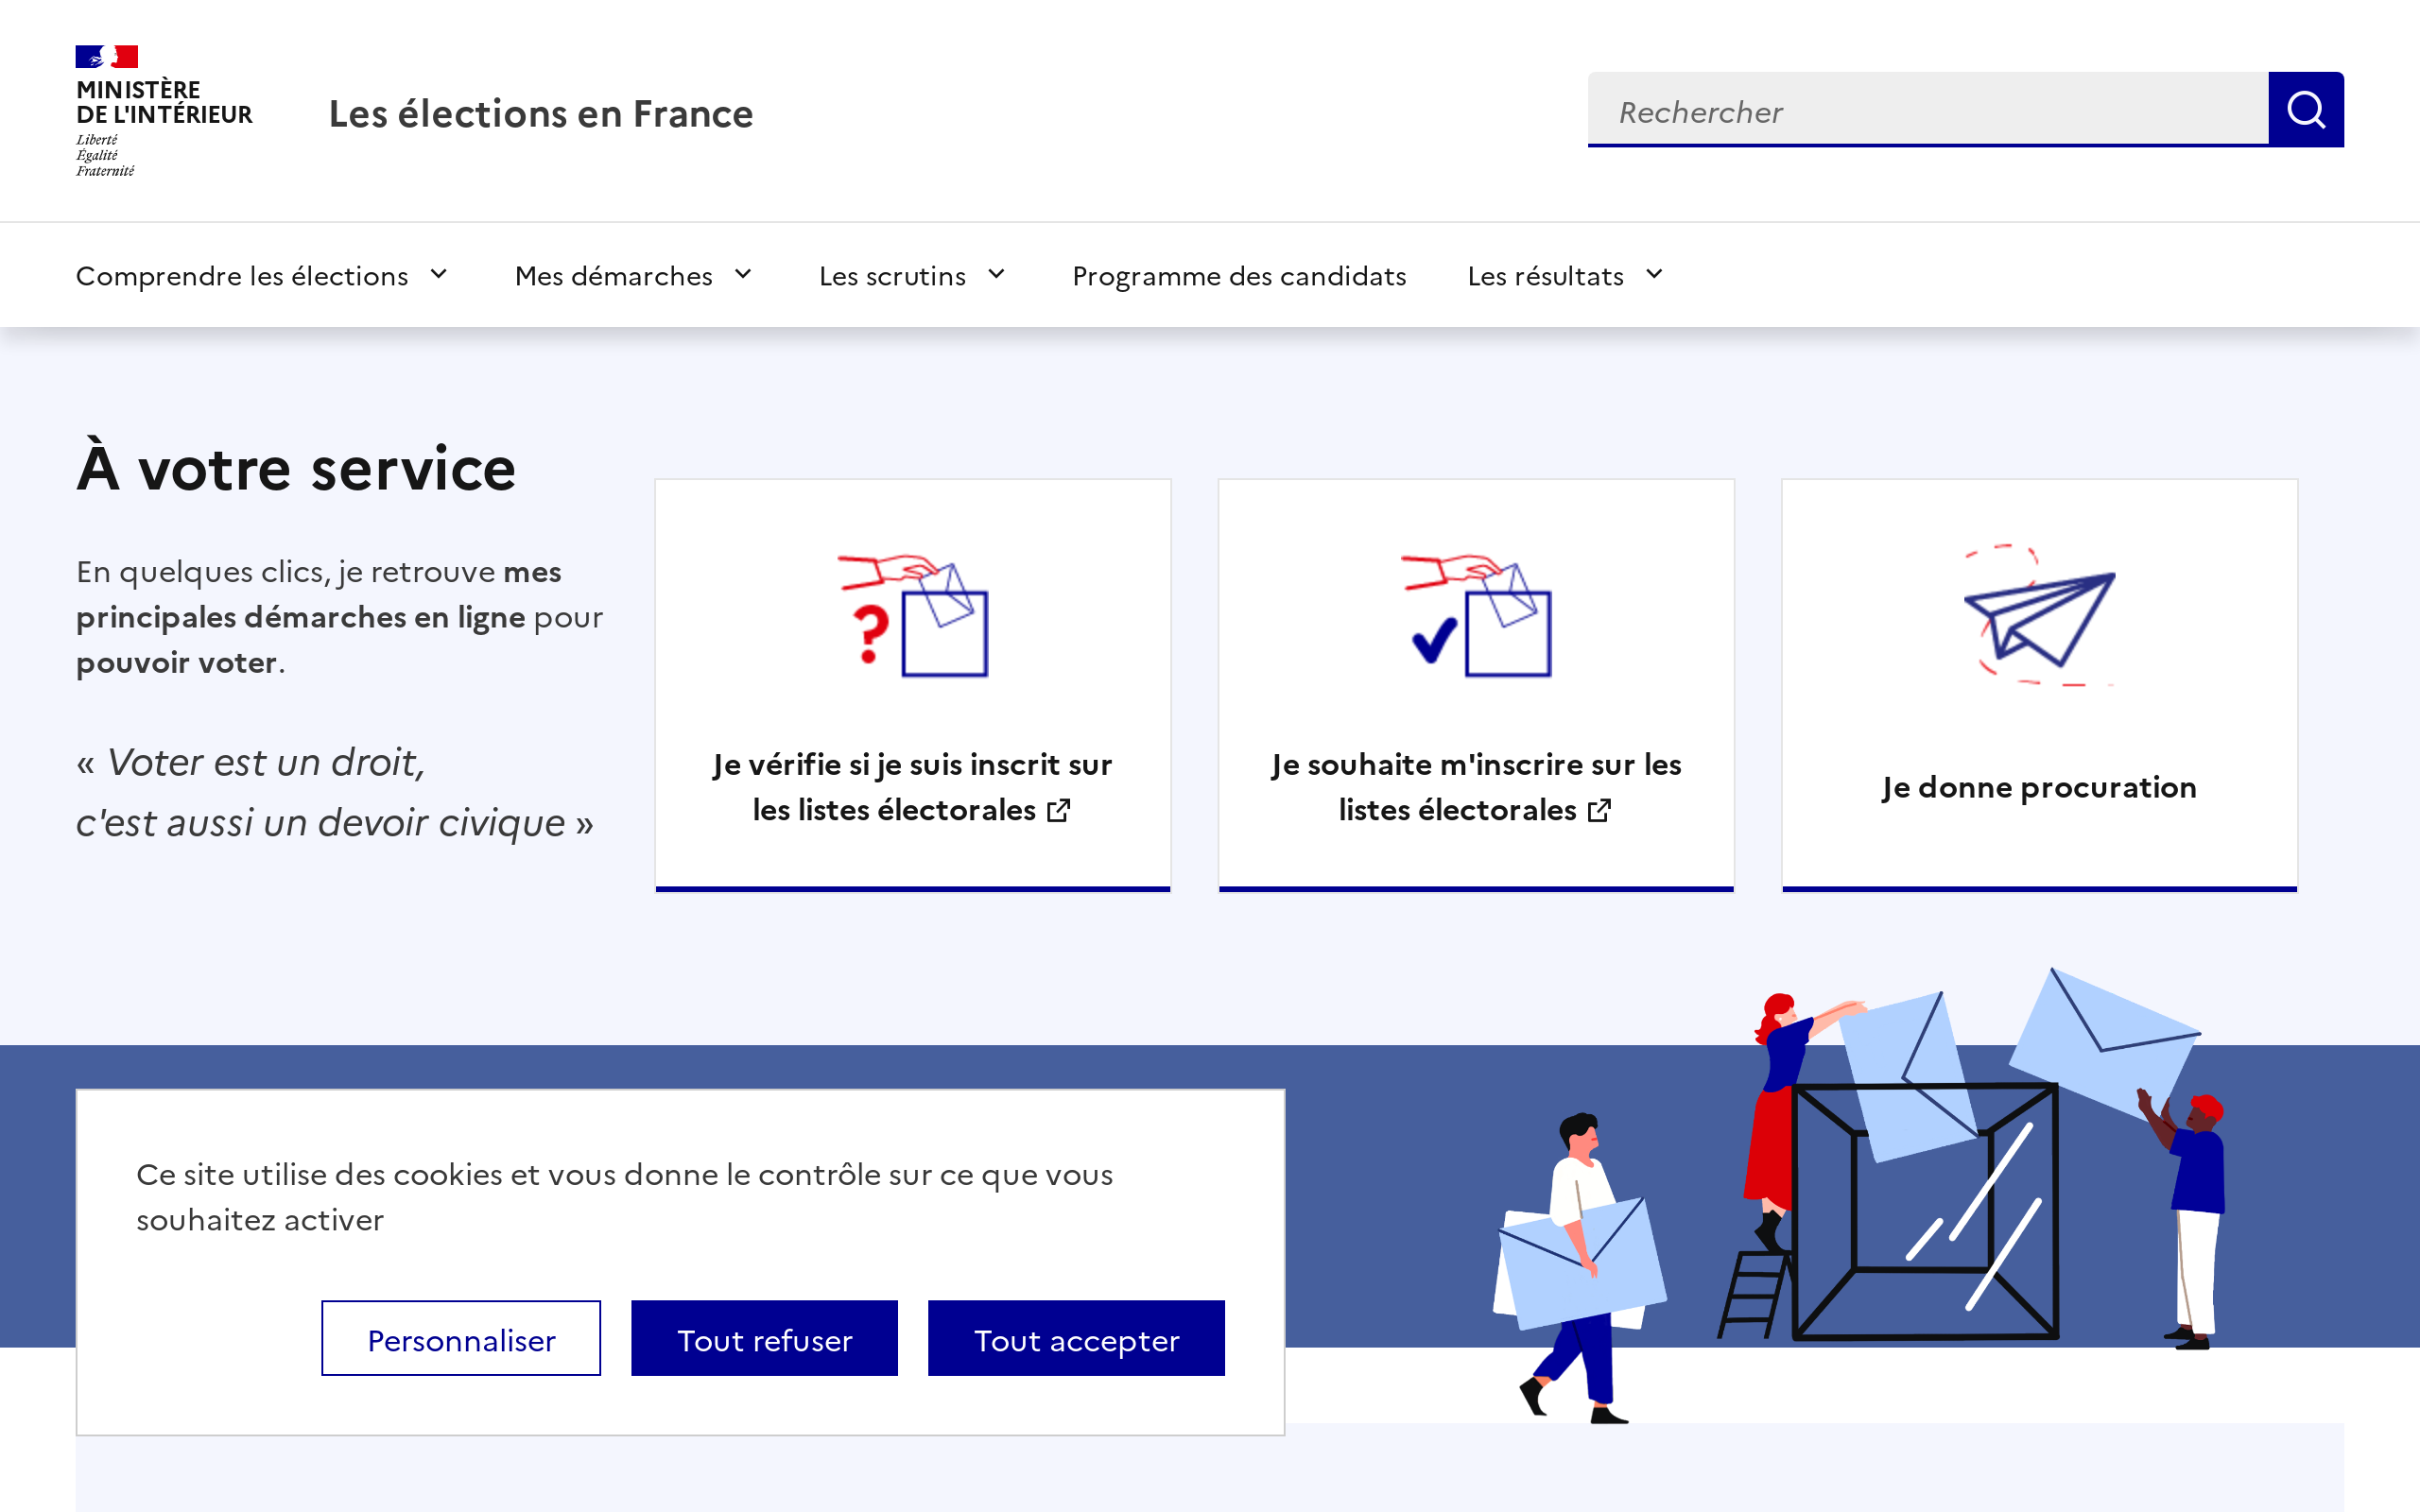 MINISTÈRE
DE L'INTÉRIEUR
Liberté
Égalité
Fraternité
Les élections en France
Rechercher
Comprendre les élections
Mes démarches
Les scrutins
Programme des candidats
Les résultats
À votre service
En quelques clics, je retrouve mes
principales démarches en ligne pour
pouvoir voter.
« Voter est un droit,
c'est aussi un devoir civique »
Je vérifie si je suis inscrit sur
les listes électorales
Je souhaite m'inscrire sur les
listes électorales
Je donne procuration
Ce site utilise des cookies et vous donne le contrôle sur ce que vous
souhaitez activer
Personnaliser
Tout refuser
Tout accepter